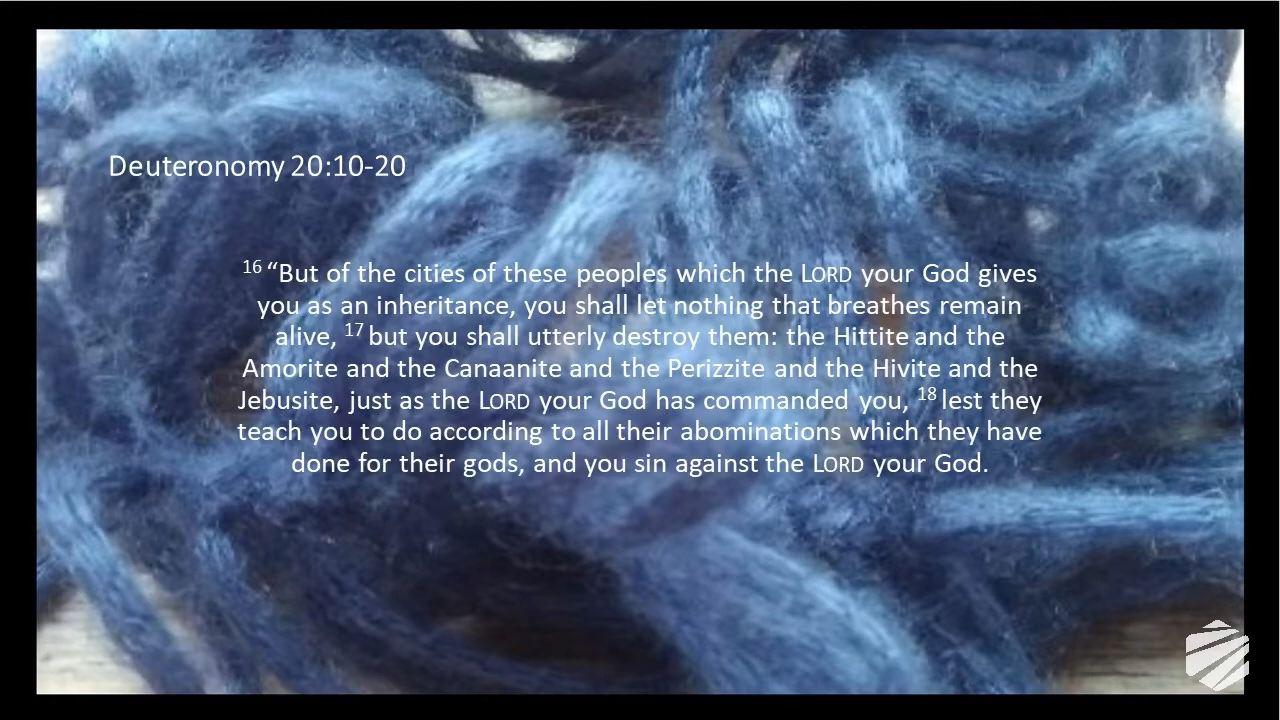 Deuteronomy 20:10-20
16 “But of the cities of these peoples which the LORD your God gives
you as an inheritance, you shall let nothing that breathes remain
alive, 17 but you shall utterly destroy them: the Hittite and the
Amorite and the Canaanite and the Perizzite and the Hivite and the
Jebusite, just as the LORD your God has commanded you, 18 lest they
teach you to do according to all their abominations which they have
done for their gods, and you sin against the LORD your God.